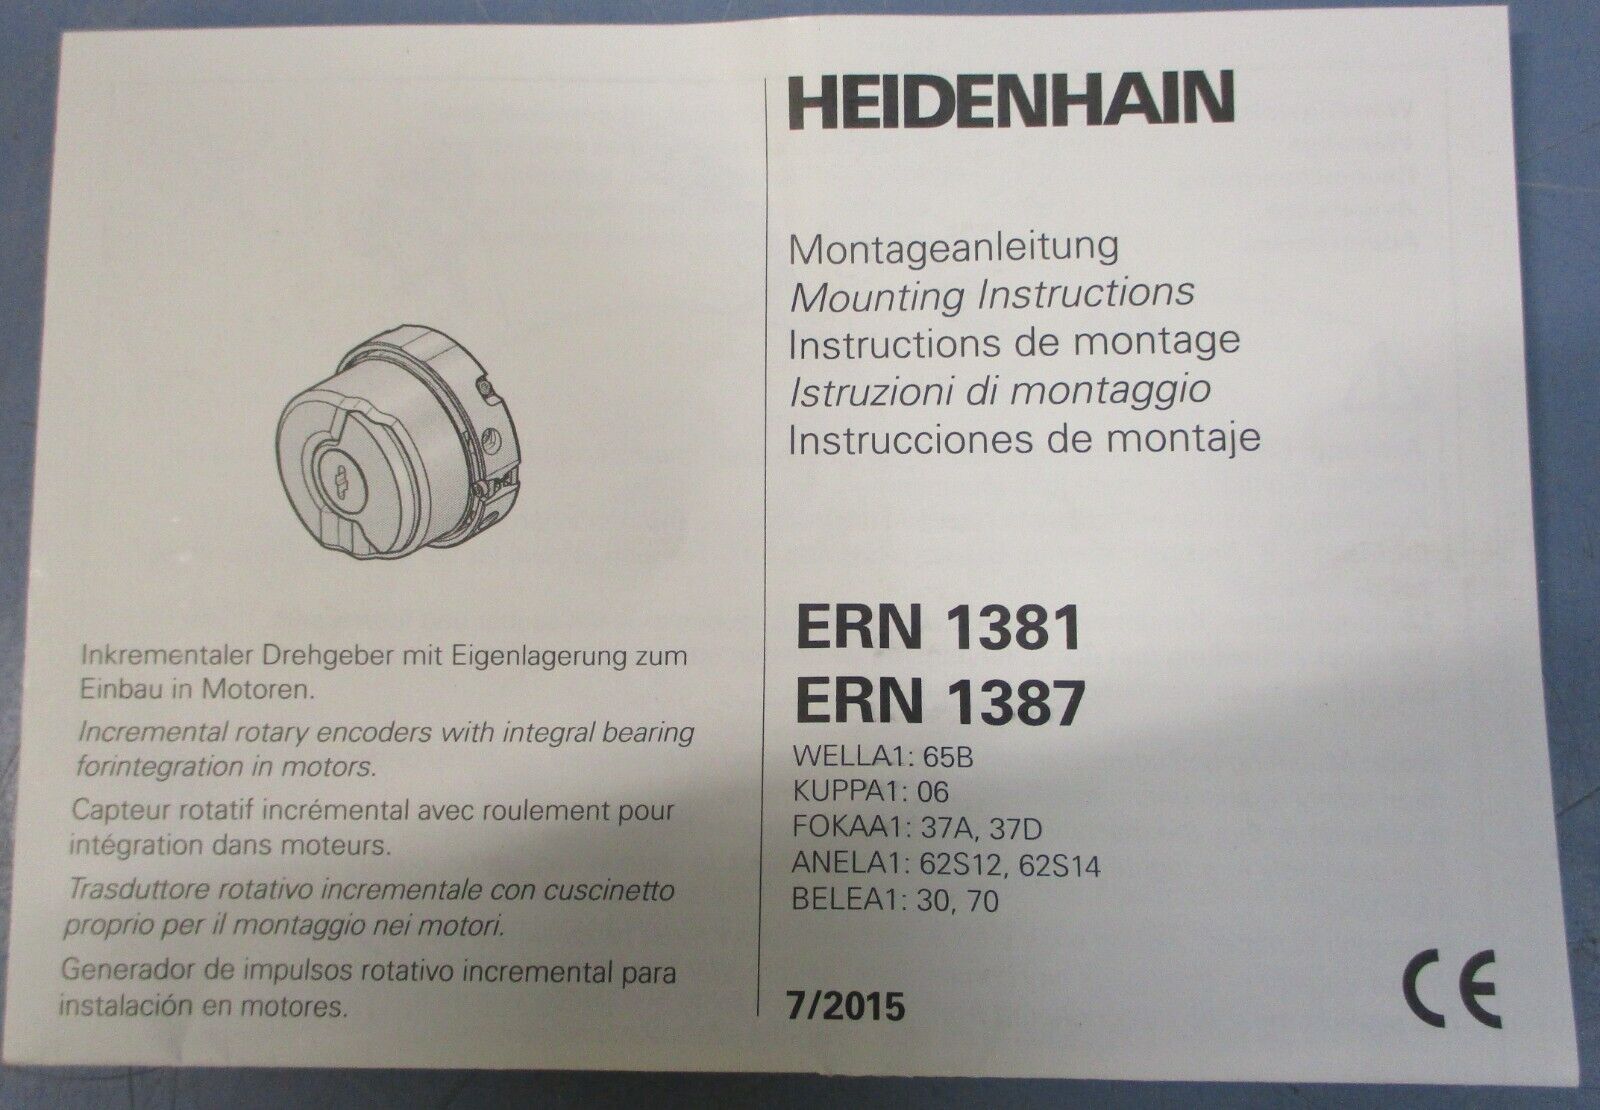 Inkrementaler Drehgeber mit Eigenlagerung zum
Einbau in Motoren.
Incremental rotary encoders with integral bearing
forintegration in motors.
Capteur rotatif incrémental avec roulement pour
intégration dans moteurs.
Trasduttore rotativo incrementale con cuscinetto
proprio per il montaggio nei motori.
Generador de impulsos rotativo incremental para
instalación en motores.
HEIDENHAIN
Montageanleitung
Mounting Instructions
Instructions de montage
Istruzioni di montaggio
Instrucciones de montaje
ERN 1381
ERN 1387
WELLA1: 65B
KUPPA1: 06
FOKAA1: 37A, 37D
ANELA1: 62S12, 62S14
BELEA1: 30, 70
7/2015
CE